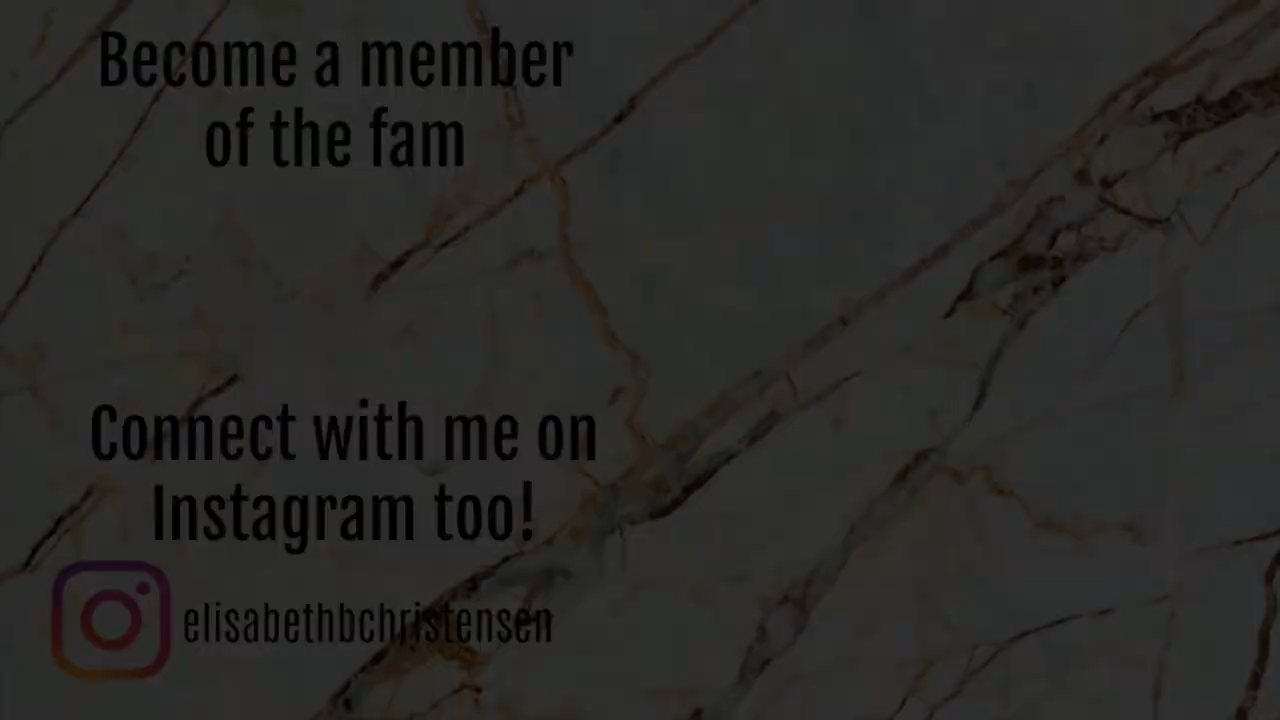 Become a member
of the fam
Connect with me on
Instagram too!
elisabethbchristensen